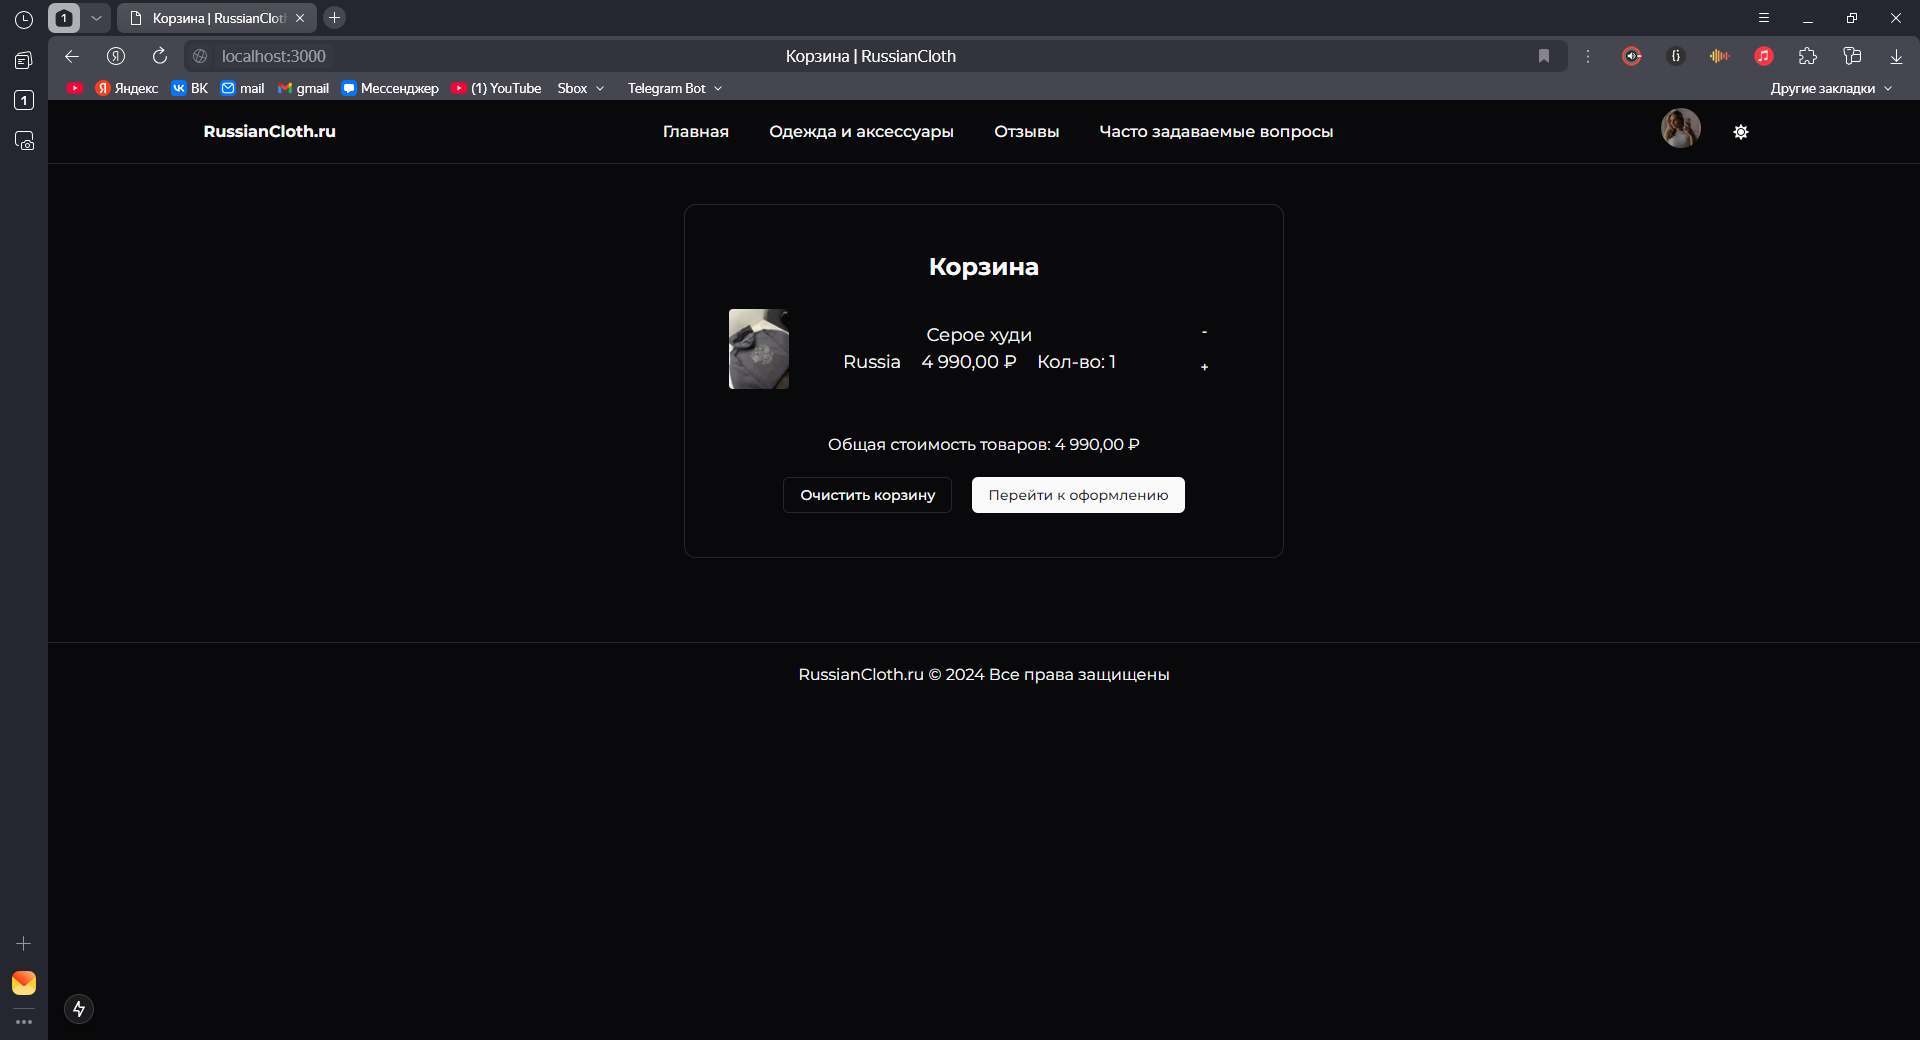 1
Корзина | RussianClot
localhost:3000
Корзина | RussianCloth
Яндекс
ВК
mail
gmail
Мессенджер
(1) YouTube
Sbox
Telegram Bot
Другие закладки
1
RussianCloth.ru
Главная
Одежда и аксессуары
Отзывы
Часто задаваемые вопросы
Корзина
Серое худи
-
Russia 4 990,00 ₽ Кол-во: 1
+
Общая стоимость товаров: 4 990,00 ₽
Очистить корзину
Перейти к оформлению
RussianCloth.ru © 2024 Все права защищены